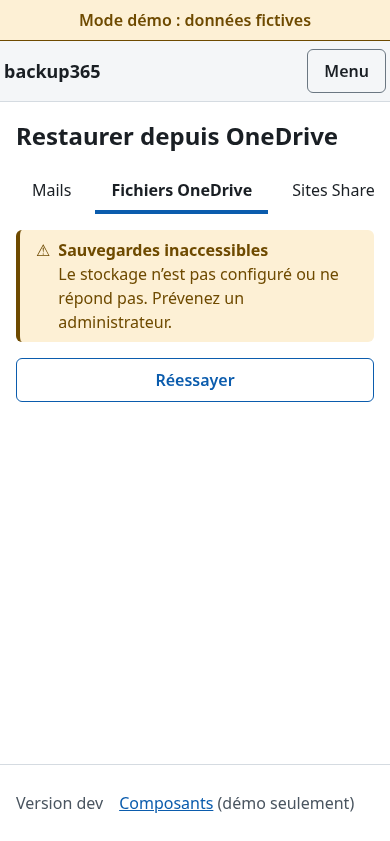 Mode démo : données fictives
backup365
Menu
Restaurer depuis OneDrive
Mails
Fichiers OneDrive
Sites Share
⚠ Sauvegardes inaccessibles
Le stockage n’est pas configuré ou ne
répond pas. Prévenez un
administrateur.
Réessayer
Version dev
Composants (démo seulement)